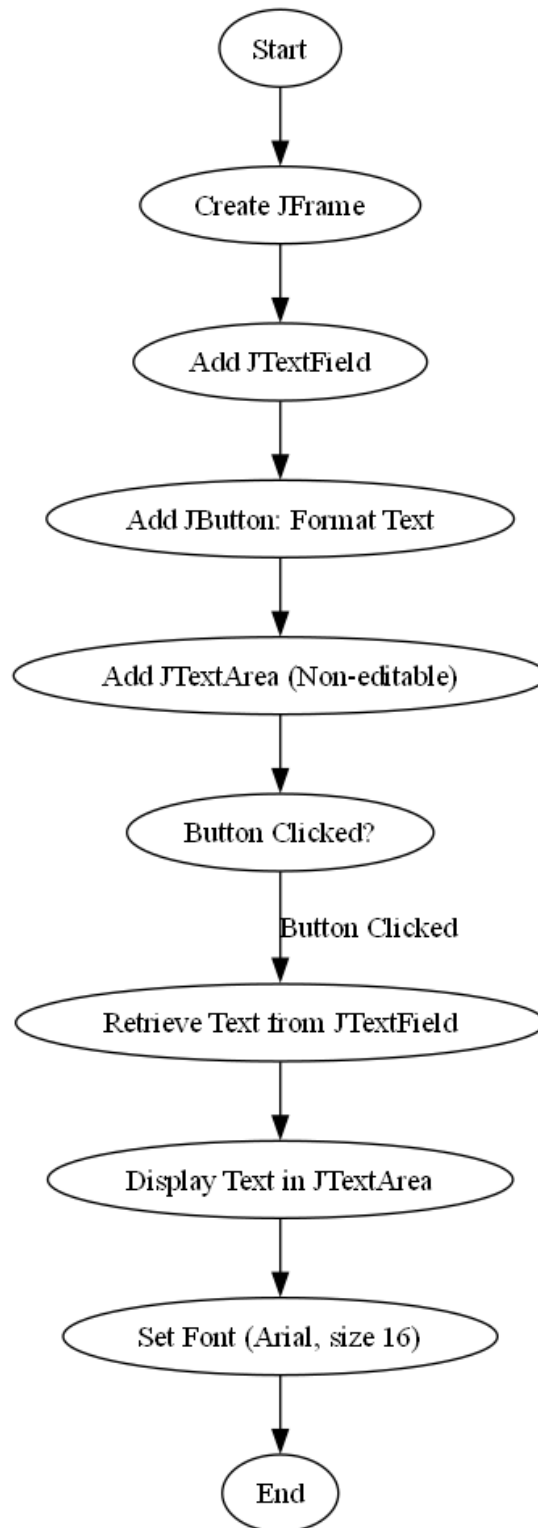 Start
Create JFrame
Add JTextField
Add JButton: Format Text
Add JTextArea (Non-editable)
Button Clicked?
Button Clicked
Retrieve Text from JTextField
Display Text in JTextArea
Set Font (Arial, size 16)
End